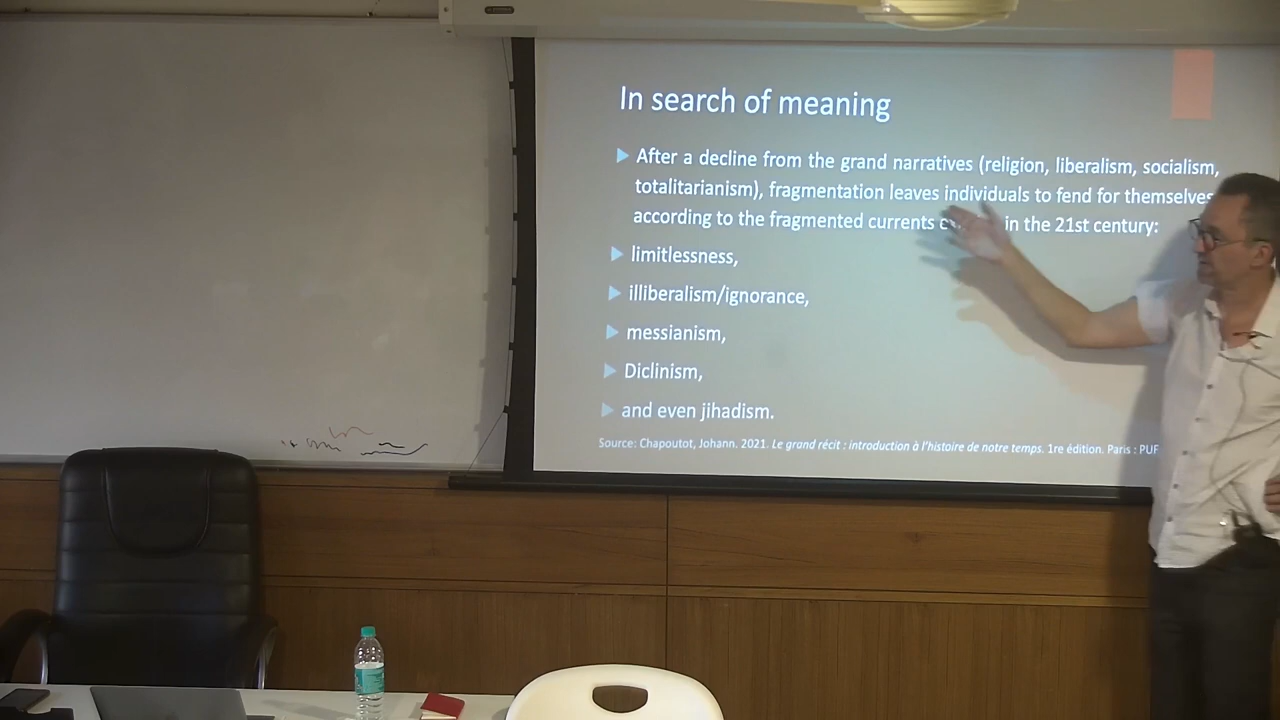 In search of meaning
After a decline from the grand narratives (religion, liberalism, socialism,
totalitarianism), fragmentation leaves individuals to fend for themselves
according to the fragmented currents in the 21st century:
limitlessness,
illiberalism/ignorance,
messianism,
Diclinism,
and even jihadism.
Source: Chapoutot, Johann. 2021. Le grand récit : introduction à l'histoire de notre temps. 1re édition. Paris : PUF